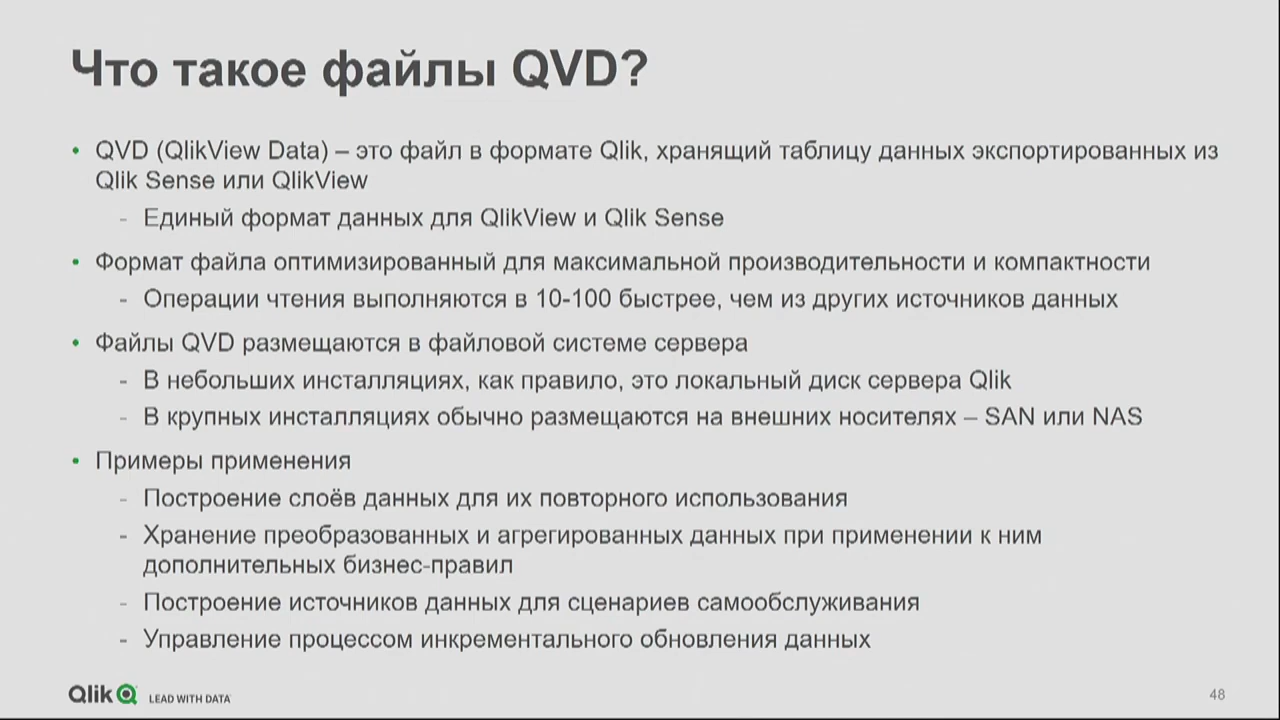 Что такое файлы QVD?
• QVD (QlikView Data) – это файл в формате Qlik, хранящий таблицу данных экспортированных из
Qlik Sense или QlikView
- Единый формат данных для QlikView и Qlik Sense
• Формат файла оптимизированный для максимальной производительности и компактности
- Операции чтения выполняются в 10-100 быстрее, чем из других источников данных
• Файлы QVD размещаются в файловой системе сервера
- В небольших инсталляциях, как правило, это локальный диск сервера Qlik
- В крупных инсталляциях обычно размещаются на внешних носителях – SAN или NAS
• Примеры применения
- Построение слоёв данных для их повторного использования
- Хранение преобразованных и агрегированных данных при применении к ним
дополнительных бизнес-правил
- Построение источников данных для сценариев самообслуживания
- Управление процессом инкрементального обновления данных
Qlik LEAD WITH DATA
48